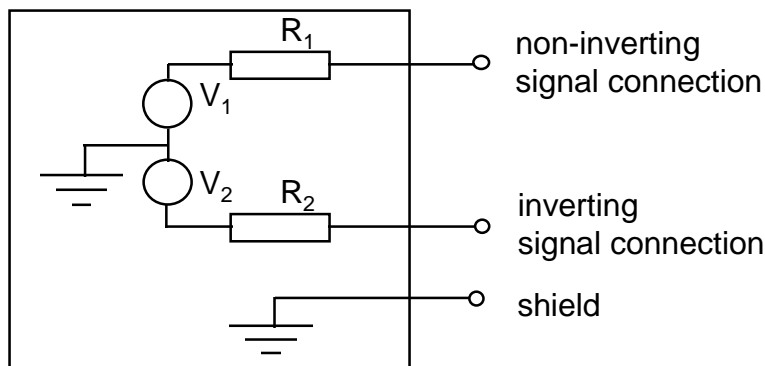 R₁
non-inverting
signal connection
V₁
V₂
R₂
inverting
signal connection
shield